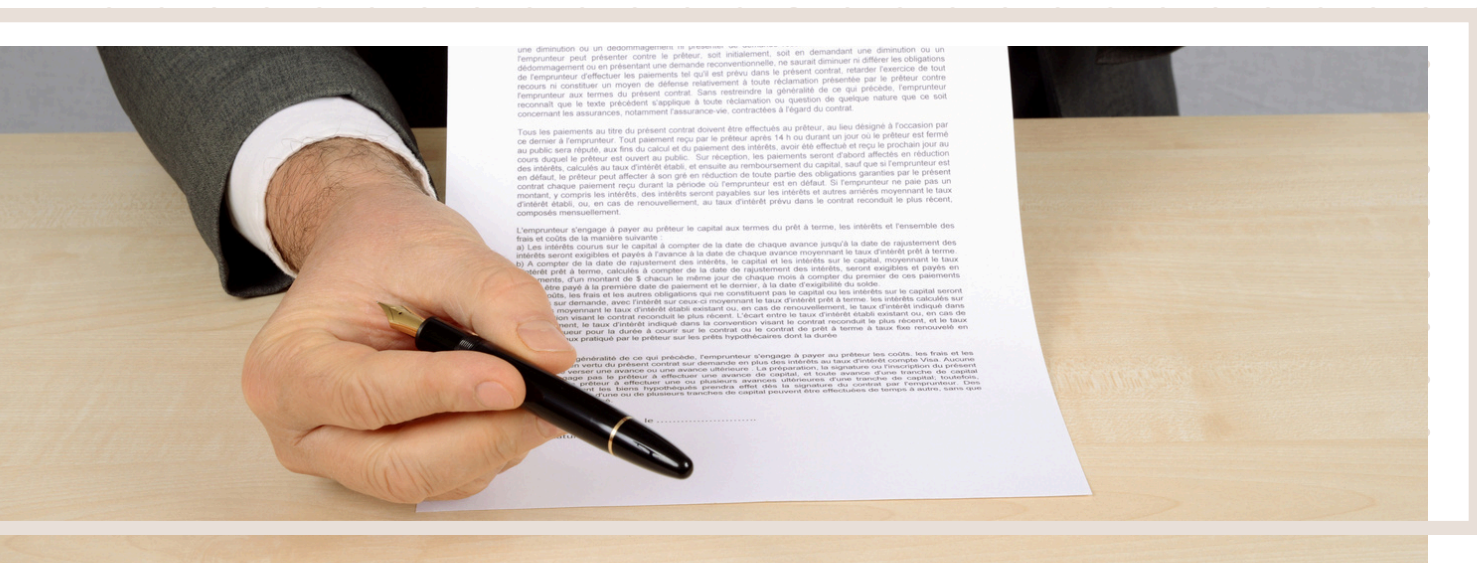 une diminution ou un dédommagement ni présenter de demande
l'emprunteur peut présenter contre le prêteur, soit initialement, soit en demandant une diminution ou un
dédommagement ou en présentant une demande reconventionnelle, ne saurait diminuer ni différer les obligations
de l'emprunteur d'effectuer les paiements tel qu'il est prévu dans le présent contrat, retarder l'exercice de tout
recours ni constituer un moyen de défense relativement à toute réclamation présentée par le prêteur contre
l'emprunteur aux termes du présent contrat. Sans restreindre la généralité de ce qui précède, l'emprunteur
reconnaît que le texte précédent s'applique à toute réclamation ou question de quelque nature que ce soit
concernant les assurances, notamment l'assurance-vie, contractées à l'égard du contrat.
Tous les paiements au titre du présent contrat doivent être effectués au prêteur, au lieu désigné à l'occasion par
ce dernier à l'emprunteur. Tout paiement reçu par le prêteur après 14 h ou durant un jour où le prêteur est fermé
au public sera réputé, aux fins du calcul et du paiement des intérêts, avoir été effectué et reçu le prochain jour au
cours duquel le prêteur est ouvert au public. Sur réception, les paiements seront d'abord affectés en réduction
des intérêts, calculés au taux d'intérêt établi, et ensuite au remboursement du capital, sauf que si l'emprunteur est
en défaut, le prêteur peut affecter à son gré en réduction de toute partie des obligations garanties par le présent
contrat chaque paiement reçu durant la période où l'emprunteur est en défaut. Si l'emprunteur ne paie pas un
montant, y compris les intérêts, des intérêts seront payables sur les intérêts et autres arriérés moyennant le taux
d'intérêt établi, ou, en cas de renouvellement, au taux d'intérêt prévu dans le contrat reconduit le plus récent,
composés mensuellement.
L'emprunteur s'engage à payer au prêteur le capital aux termes du prêt à terme, les intérêts et l'ensemble des
frais et coûts de la manière suivante :
a) Les intérêts courus sur le capital à compter de la date de chaque avance jusqu'à la date de rajustement des
intérêts seront exigibles et payés à l'avance à la date de chaque avance moyennant le taux d'intérêt prêt à terme.
b) A compter de la date de rajustement des intérêts, le capital et les intérêts sur le capital, moyennant le taux
d'intérêt prêt à terme, calculés à compter de la date de rajustement des intérêts, seront exigibles et payés en
ments, d'un montant de $ chacun le même jour de chaque mois à compter du premier de ces paiements
être payé à la première date de paiement et le dernier, à la date d'exigibilité du solde.
oûts, les frais et les autres obligations qui ne constituent pas le capital ou les intérêts sur le capital seront
sur demande, avec l'intérêt sur ceux-ci moyennant le taux d'intérêt prêt à terme. les intérêts calculés sur
moyennant le taux d'intérêt établi existant ou, en cas de renouvellement, le taux d'intérêt indiqué dans
on visant le contrat reconduit le plus récent. L'écart entre le taux d'intérêt établi existant ou, en cas de
ment, le taux d'intérêt indiqué dans la convention visant le contrat reconduit le plus récent, et le taux
ueur pour la durée à courir sur le contrat ou le contrat de prêt à terme à taux fixe renouvelé en
ux pratiqué par le prêteur sur les prêts hypothécaires dont la durée
généralité de ce qui précède, l'emprunteur s'engage à payer au prêteur les coûts, les frais et les
n vertu du présent contrat sur demande en plus des intérêts au taux d'intérêt compte Visa. Aucune
verser une avance ou une avance ultérieure . La préparation, la signature ou l'inscription du présent
gage pas le prêteur à effectuer une avance de capital, et toute avance d'une tranche de capital
prêteur à effectuer une ou plusieurs avances ultérieures d'une tranche de capital; toutefois,
ent les biens hypothéqués prendra effet dès la signature du contrat par l'emprunteur. Des
d'une ou de plusieurs tranches de capital peuvent être effectuées de temps à autre, sans que
le ............................